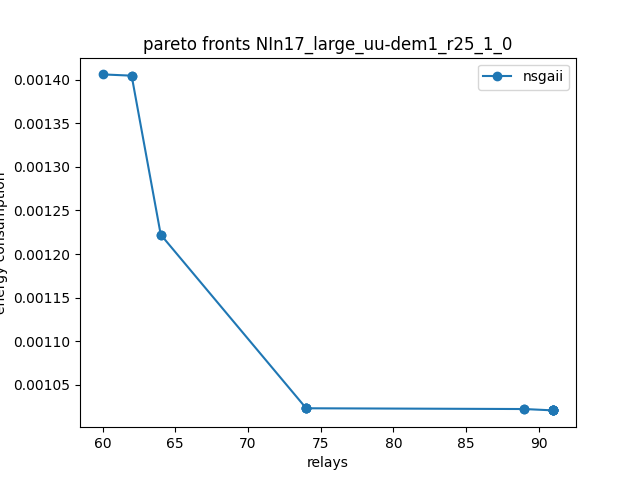 pareto fronts NIn17_large_uu-dem1_r25_1_0
nsgaii
0.00140
0.00135
0.00130
0.00125
0.00120
0.00115
0.00110
0.00105
energy consumption
60 65 70 75 80 85 90
relays